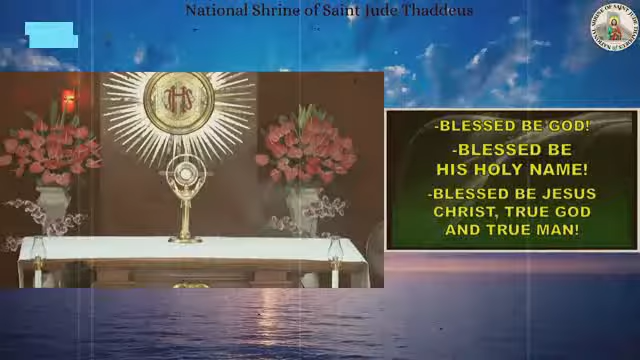 National Shrine of Saint Jude Thaddeus
IHS
-BLESSED BE GOD!
-BLESSED BE
HIS HOLY NAME!
-BLESSED BE JESUS
CHRIST, TRUE GOD
AND TRUE MAN!